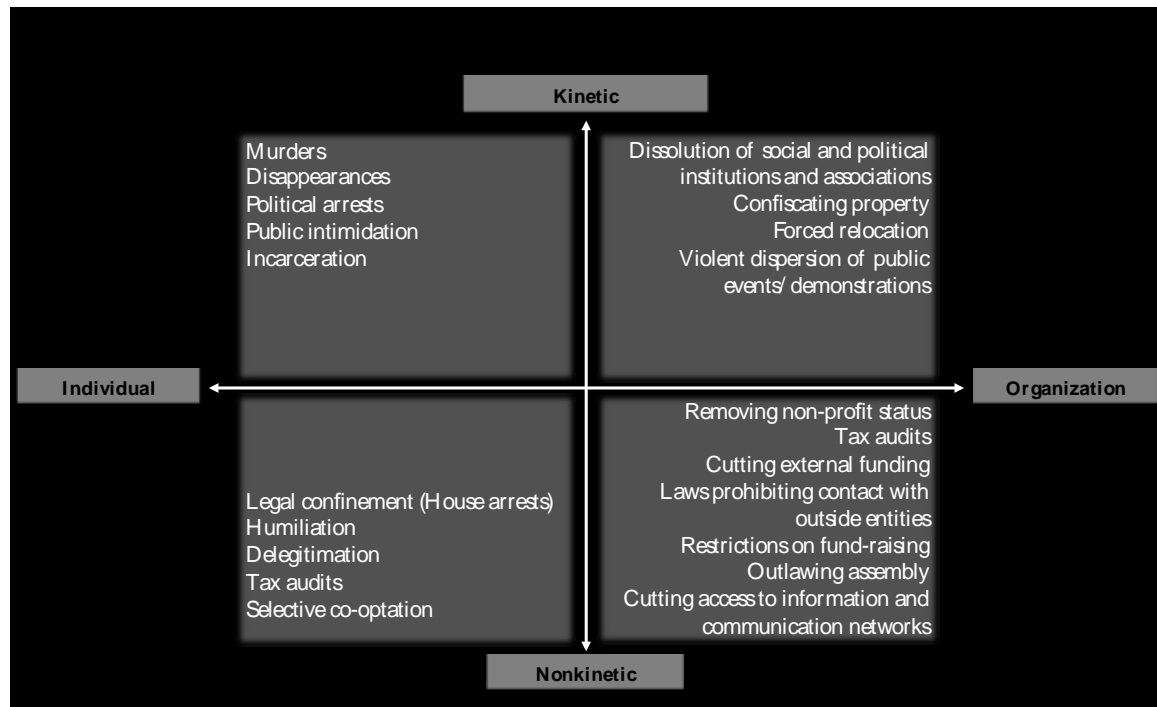 Kinetic
Murders
Disappearances
Political arrests
Public intimidation
Incarceration
Dissolution of social and political
institutions and associations
Confiscating property
Forced relocation
Violent dispersion of public
events/ demonstrations
Individual
Organization
Legal confinement (House arrests)
Humiliation
Delegitimation
Tax audits
Selective co-optation
Removing non-profit status
Tax audits
Cutting external funding
Laws prohibiting contact with
outside entities
Restrictions on fund-raising
Outlawing assembly
Cutting access to information and
communication networks
Nonkinetic